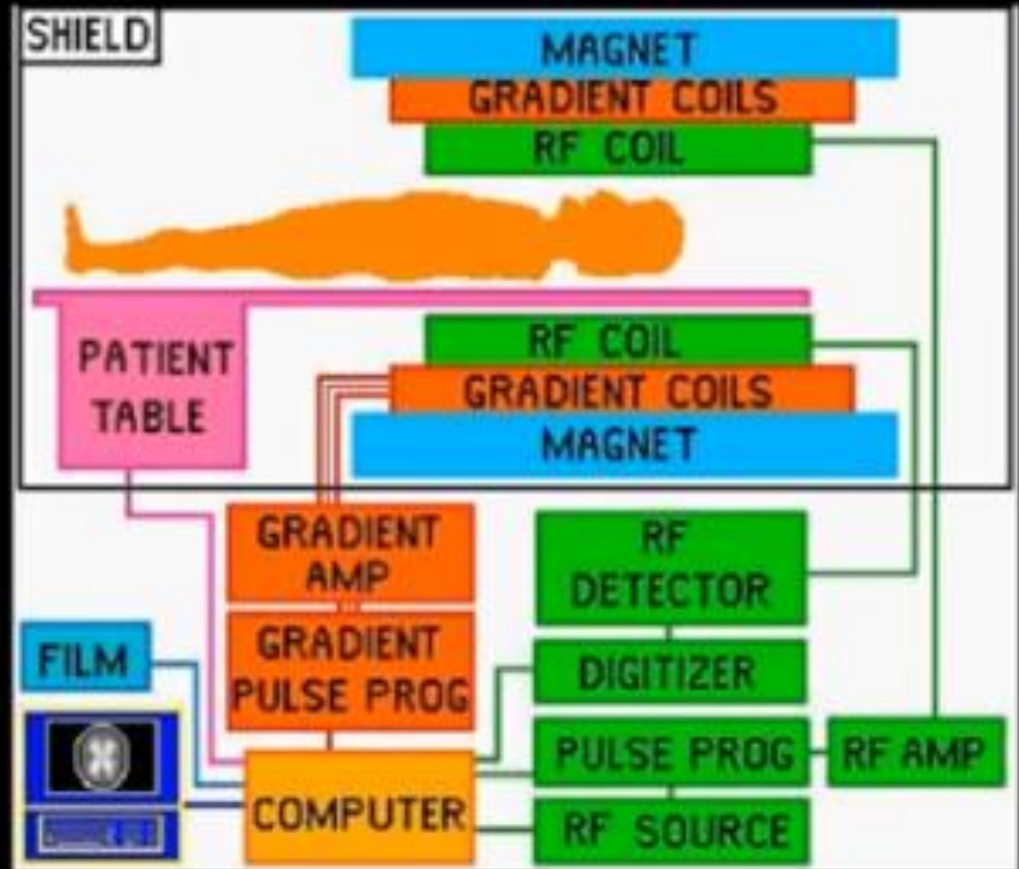 SHIELD
MAGNET
GRADIENT COILS
RF COIL
PATIENT
TABLE
RF COIL
GRADIENT COILS
MAGNET
GRADIENT
AMP
GRADIENT
PULSE PROG
FILM
COMPUTER
RF
DETECTOR
DIGITIZER
PULSE PROG
RF AMP
RF SOURCE